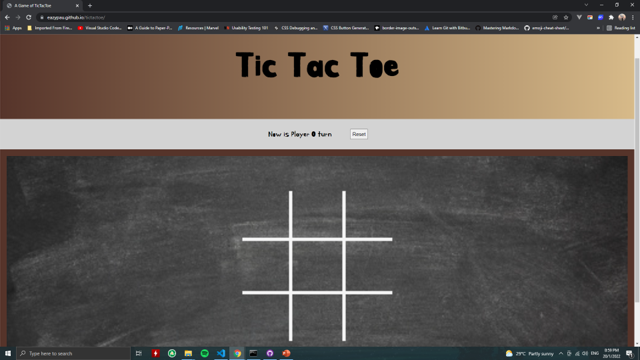 A Game of TicTacToe
eazypau.github.io/tictactoe/
Apps
Imported From Fire...
Visual Studio Code...
A Guide to Paper P...
Resources | Marvel
Usability Testing 101
CSS Debugging an...
CSS Button Generat...
border-image-outs...
Learn Git with Bitbu...
Mastering Markdo...
emoji-cheat-sheet/...
Reading list
Tic Tac Toe
Now is Player O turn
Reset
Type here to search
29°C Partly sunny
ENG
8:59 PM
20/1/2022